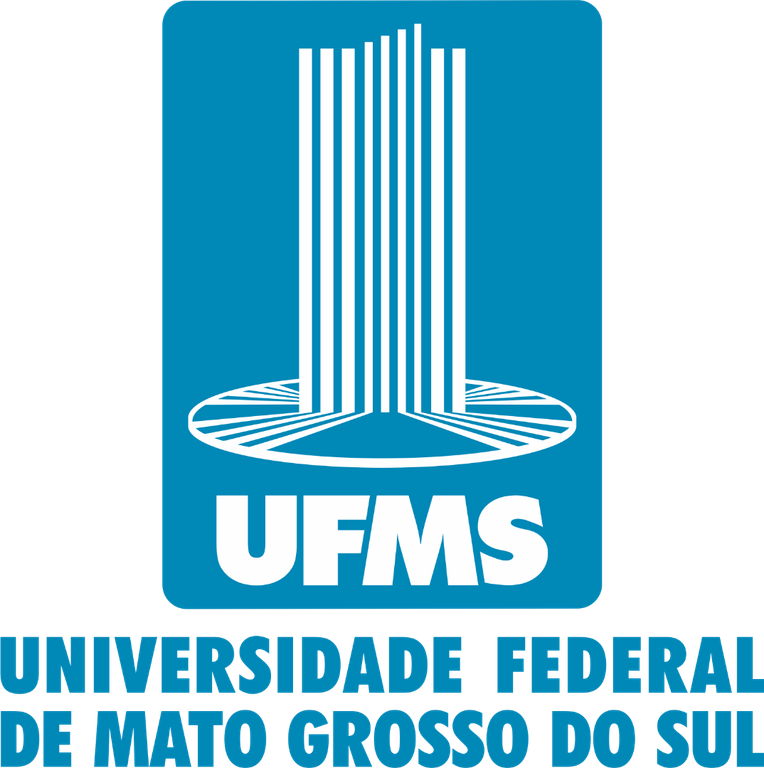 UFMS
UNIVERSIDADE FEDERAL
DE MATO GROSSO DO SUL